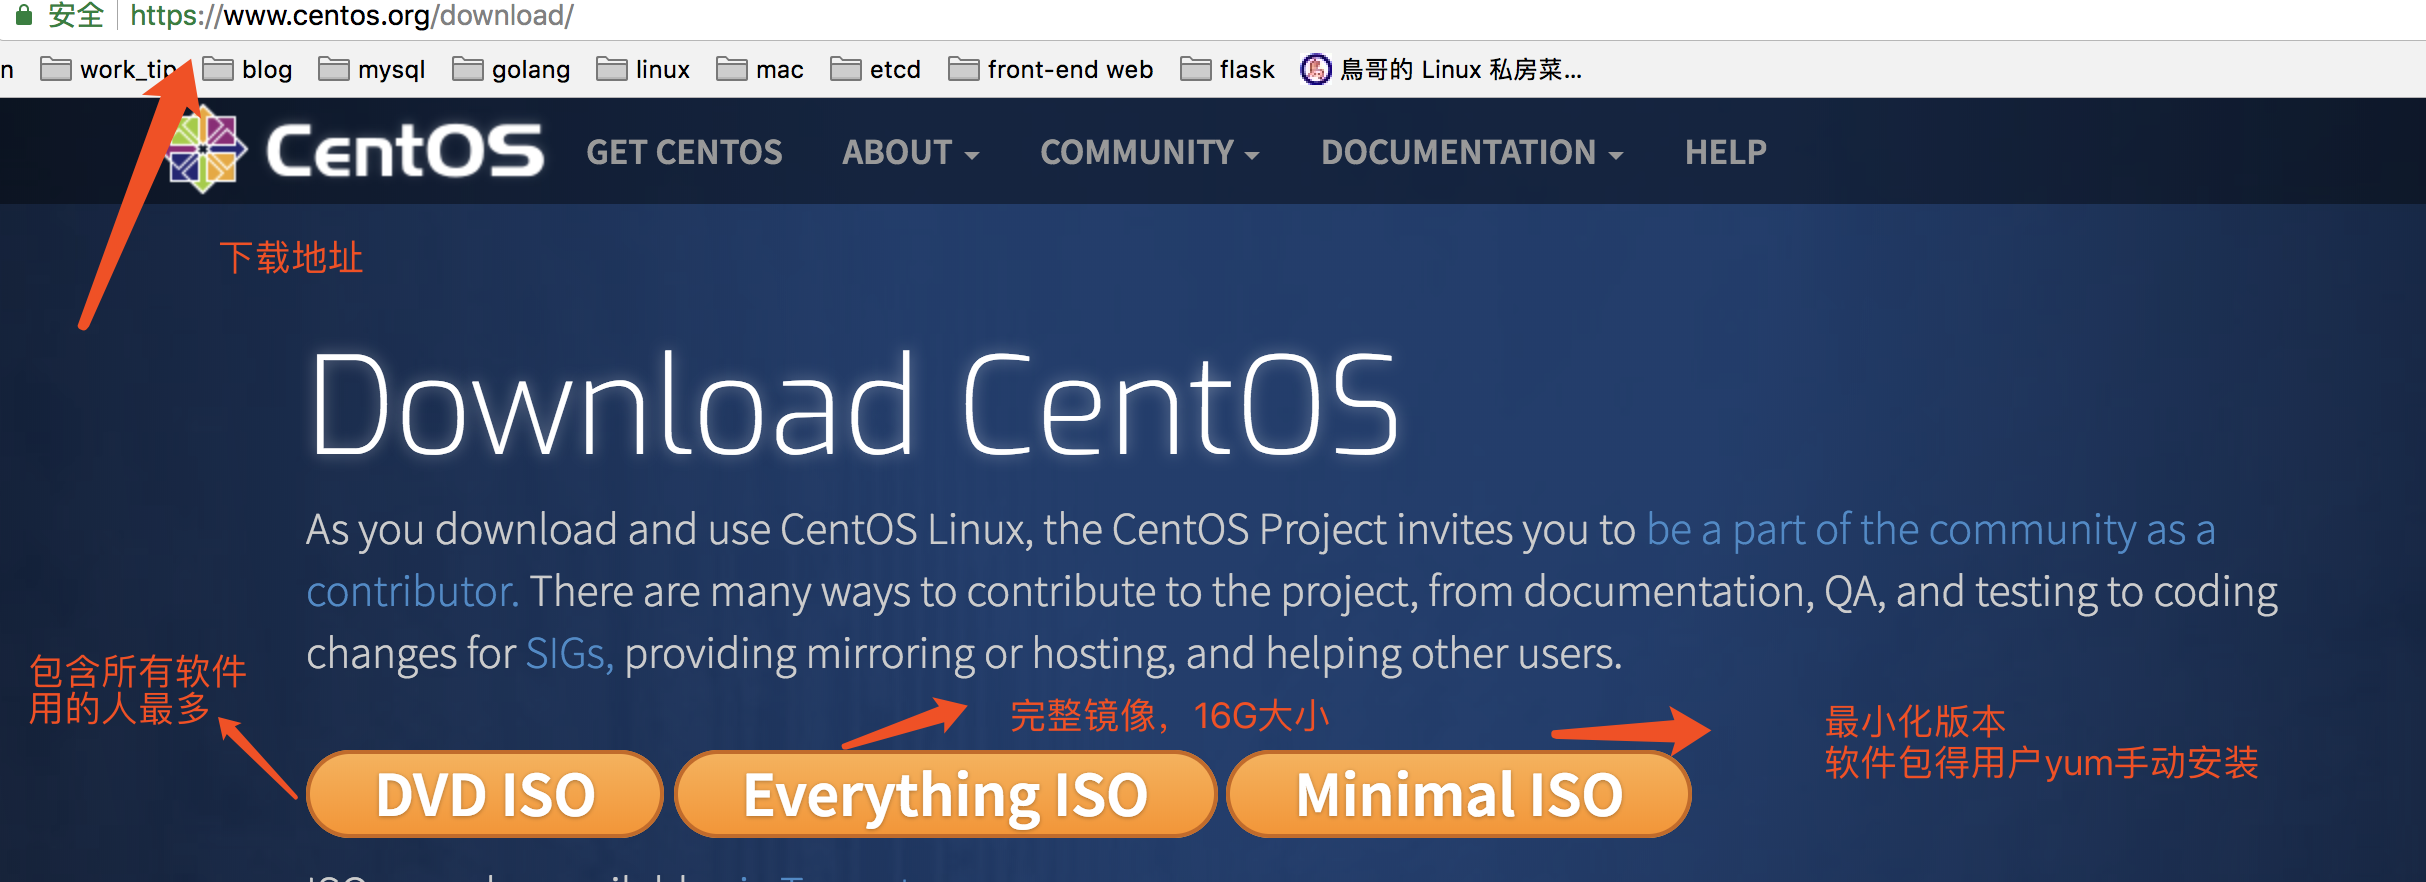 安全 https://www.centos.org/download/
n work_tip blog mysql golang linux mac etcd front-end web flask 鳥哥的 Linux 私房菜...
CentOS GET CENTOS ABOUT COMMUNITY DOCUMENTATION HELP
下载地址
Download CentOS
As you download and use CentOS Linux, the CentOS Project invites you to be a part of the community as a
contributor. There are many ways to contribute to the project, from documentation, QA, and testing to coding
changes for SIGs, providing mirroring or hosting, and helping other users.
包含所有软件
用的人最多
完整镜像，16G大小
最小化版本
软件包得用户yum手动安装
DVD ISO Everything ISO Minimal ISO